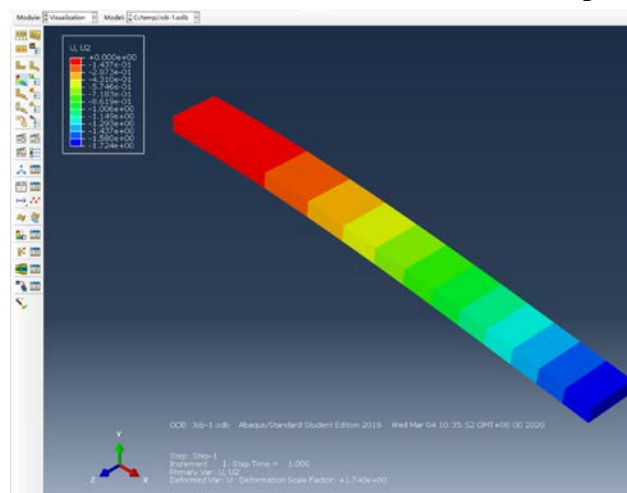 Module: Visualization Model: C:/temp/Job-1.odb
U, U2
+0.000e+00
-1.437e-01
-2.873e-01
-4.310e-01
-5.746e-01
-7.183e-01
-8.619e-01
-1.006e+00
-1.149e+00
-1.293e+00
-1.437e+00
-1.580e+00
-1.724e+00
ODB: Job-1.odb Abaqus/Standard Student Edition 2019 Wed Mar 04 10:35:52 GMT+08:00 2020
Y
Z X
Step: Step-1
Increment 1: Step Time = 1.000
Primary Var: U, U2
Deformed Var: U Deformation Scale Factor: +1.740e+00